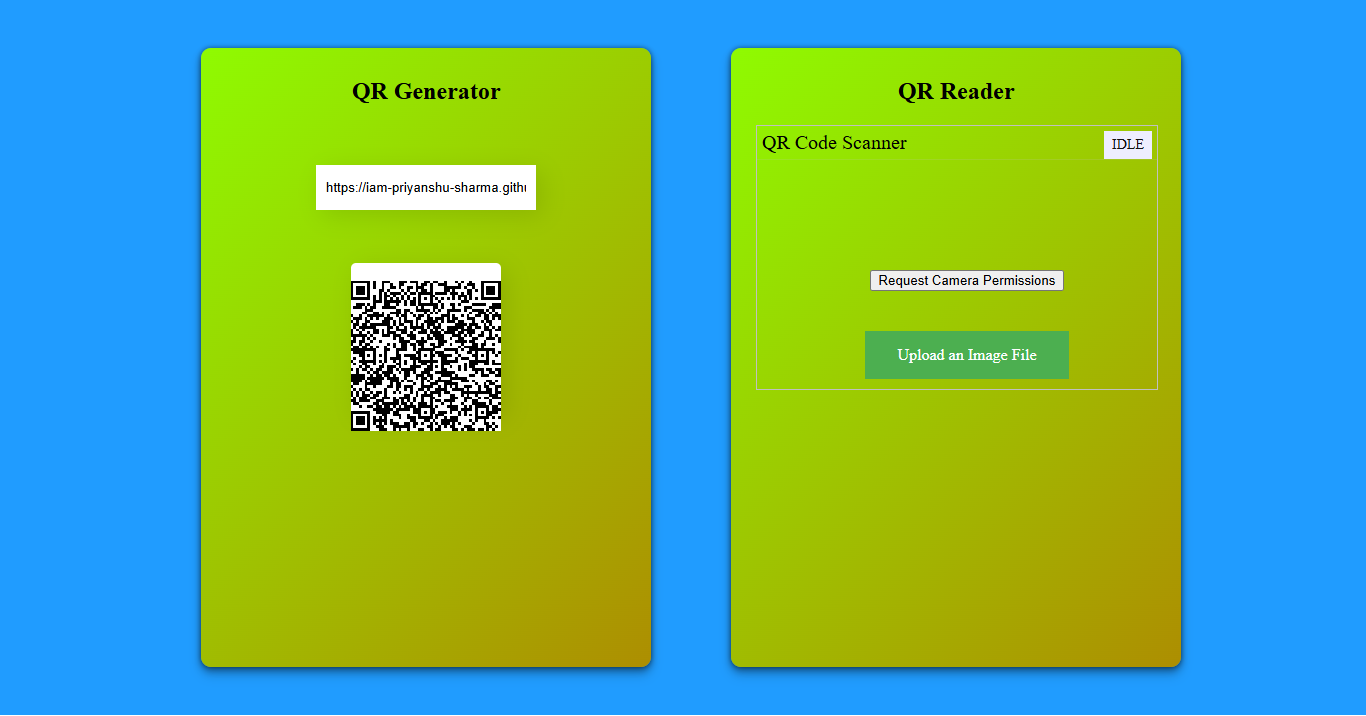 QR Generator
https://iam-priyanshu-sharma.githu
QR Reader
QR Code Scanner
IDLE
Request Camera Permissions
Upload an Image File